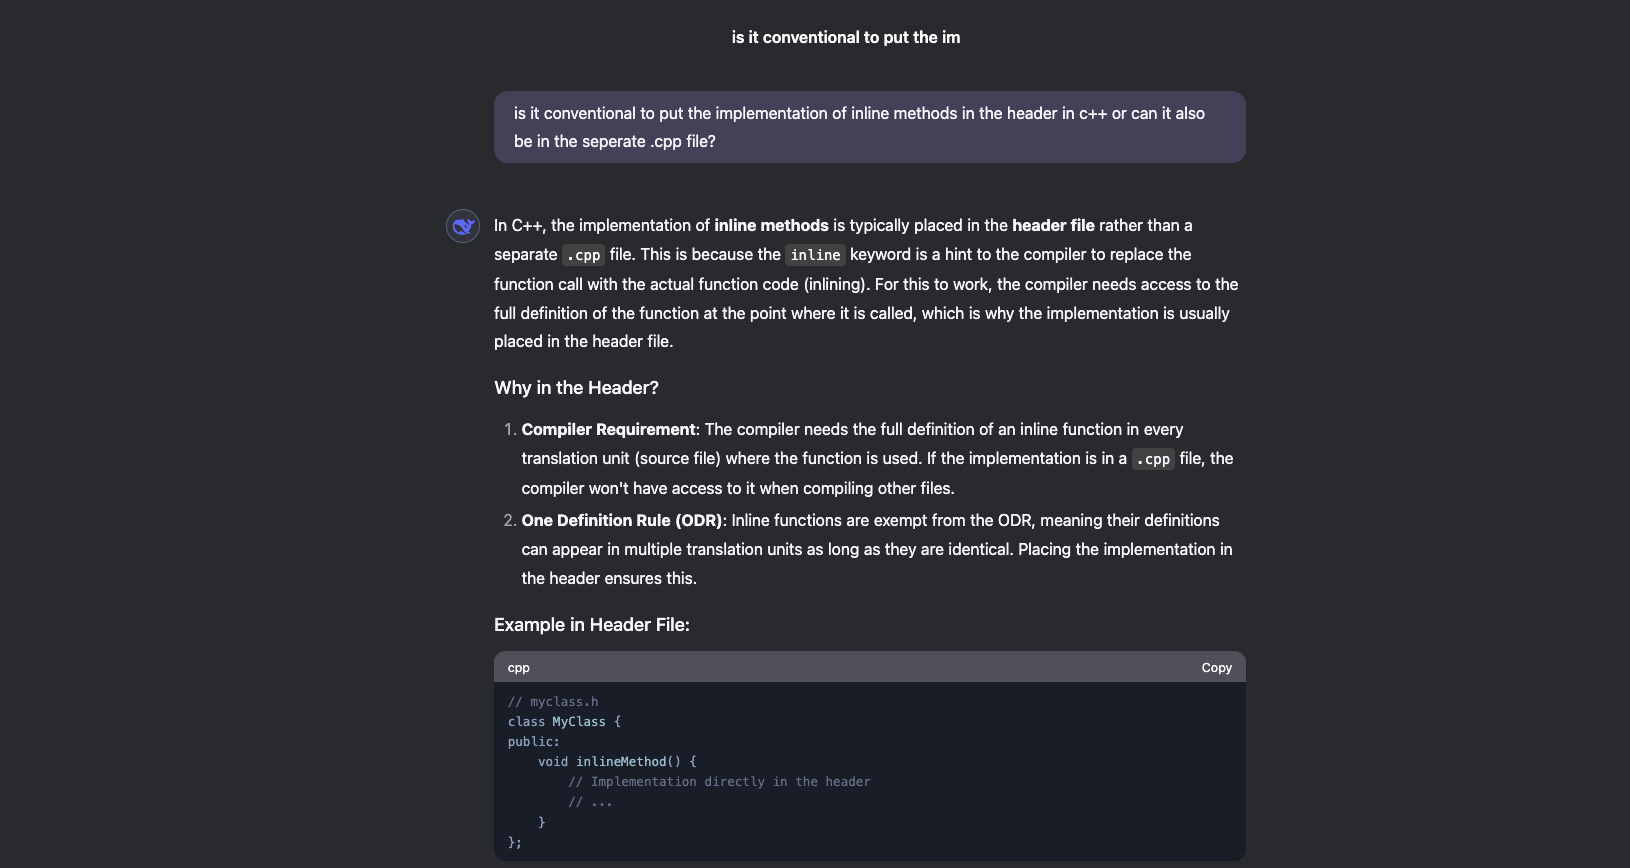 is it conventional to put the im
is it conventional to put the implementation of inline methods in the header in c++ or can it also
be in the seperate .cpp file?
In C++, the implementation of inline methods is typically placed in the header file rather than a
separate .cpp file. This is because the inline keyword is a hint to the compiler to replace the
function call with the actual function code (inlining). For this to work, the compiler needs access to the
full definition of the function at the point where it is called, which is why the implementation is usually
placed in the header file.
Why in the Header?
1. Compiler Requirement: The compiler needs the full definition of an inline function in every
translation unit (source file) where the function is used. If the implementation is in a .cpp file, the
compiler won't have access to it when compiling other files.
2. One Definition Rule (ODR): Inline functions are exempt from the ODR, meaning their definitions
can appear in multiple translation units as long as they are identical. Placing the implementation in
the header ensures this.
Example in Header File:
cpp Copy
// myclass.h
class MyClass {
public:
    void inlineMethod() {
        // Implementation directly in the header
        // ...
    }
};